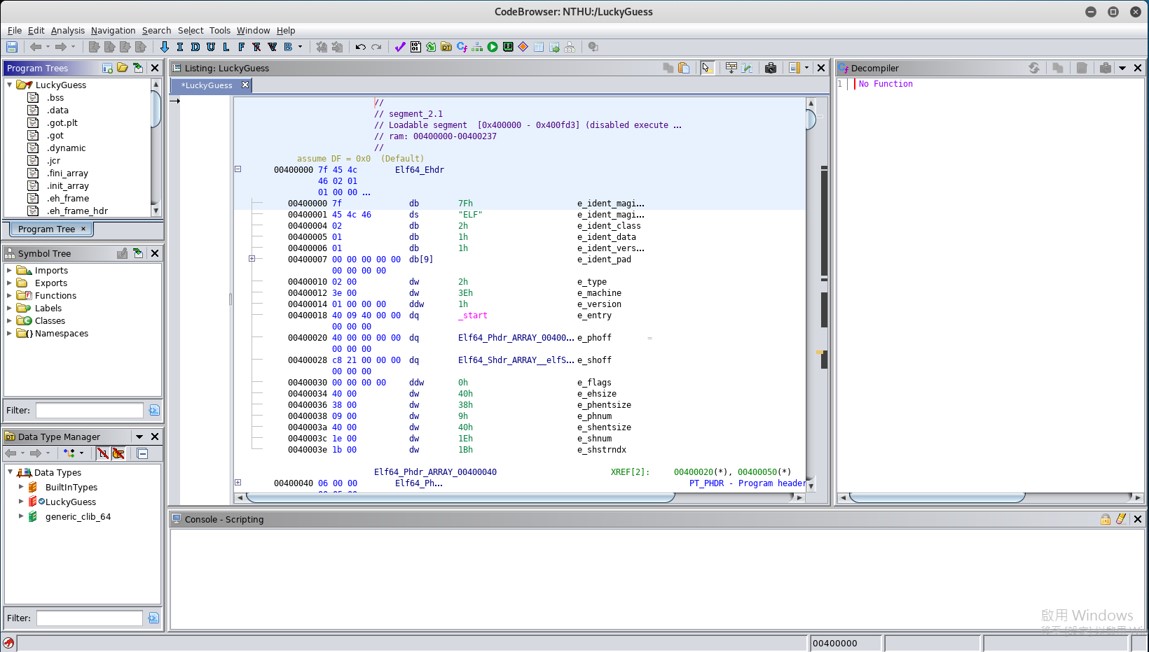 CodeBrowser: NTHU:/LuckyGuess
File Edit Analysis Navigation Search Select Tools Window Help
I D U L F R V B
Program Trees
LuckyGuess
.bss
.data
.got.plt
.got
.dynamic
.jcr
.fini_array
.init_array
.eh_frame
.eh_frame_hdr
Program Tree ×
Symbol Tree
Imports
Exports
Functions
Labels
Classes
Namespaces
Filter:
Data Type Manager
Data Types
BuiltInTypes
LuckyGuess
generic_clib_64
Filter:
Listing: LuckyGuess
*LuckyGuess
//
// segment_2.1
// Loadable segment  [0x400000 - 0x400fd3] (disabled execute ...
// ram: 00400000-00400237
//
assume DF = 0x0  (Default)
00400000 7f 45 4c Elf64_Ehdr
46 02 01
01 00 00 ...
00400000 7f db 7Fh e_ident_magi...
00400001 45 4c 46 ds "ELF" e_ident_magi...
00400004 02 db 2h e_ident_class
00400005 01 db 1h e_ident_data
00400006 01 db 1h e_ident_vers...
00400007 00 00 00 00 00 db[9] e_ident_pad
00 00 00 00
00400010 02 00 dw 2h e_type
00400012 3e 00 dw 3Eh e_machine
00400014 01 00 00 00 ddw 1h e_version
00400018 40 09 40 00 00 dq _start e_entry
00 00 00
00400020 40 00 00 00 00 dq Elf64_Phdr_ARRAY_00400... e_phoff
00 00 00
00400028 c8 21 00 00 00 dq Elf64_Shdr_ARRAY__elfS... e_shoff
00 00 00
00400030 00 00 00 00 ddw 0h e_flags
00400034 40 00 dw 40h e_ehsize
00400036 38 00 dw 38h e_phentsize
00400038 09 00 dw 9h e_phnum
0040003a 40 00 dw 40h e_shentsize
0040003c 1e 00 dw 1Eh e_shnum
0040003e 1b 00 dw 1Bh e_shstrndx
Elf64_Phdr_ARRAY_00400040 XREF[2]: 00400020(*), 00400050(*)
00400040 06 00 00 Elf64_Ph... PT_PHDR - Program header
Decompiler
1 No Function
Console - Scripting
啟用 Windows
00400000